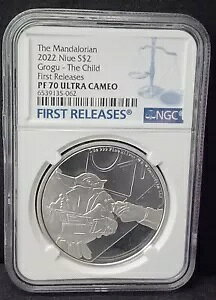 The Mandalorian
2022 Niue S$2
Grogu - The Child
First Releases
PF 70 ULTRA CAMEO
6539135-062
FIRST RELEASES®
NGC